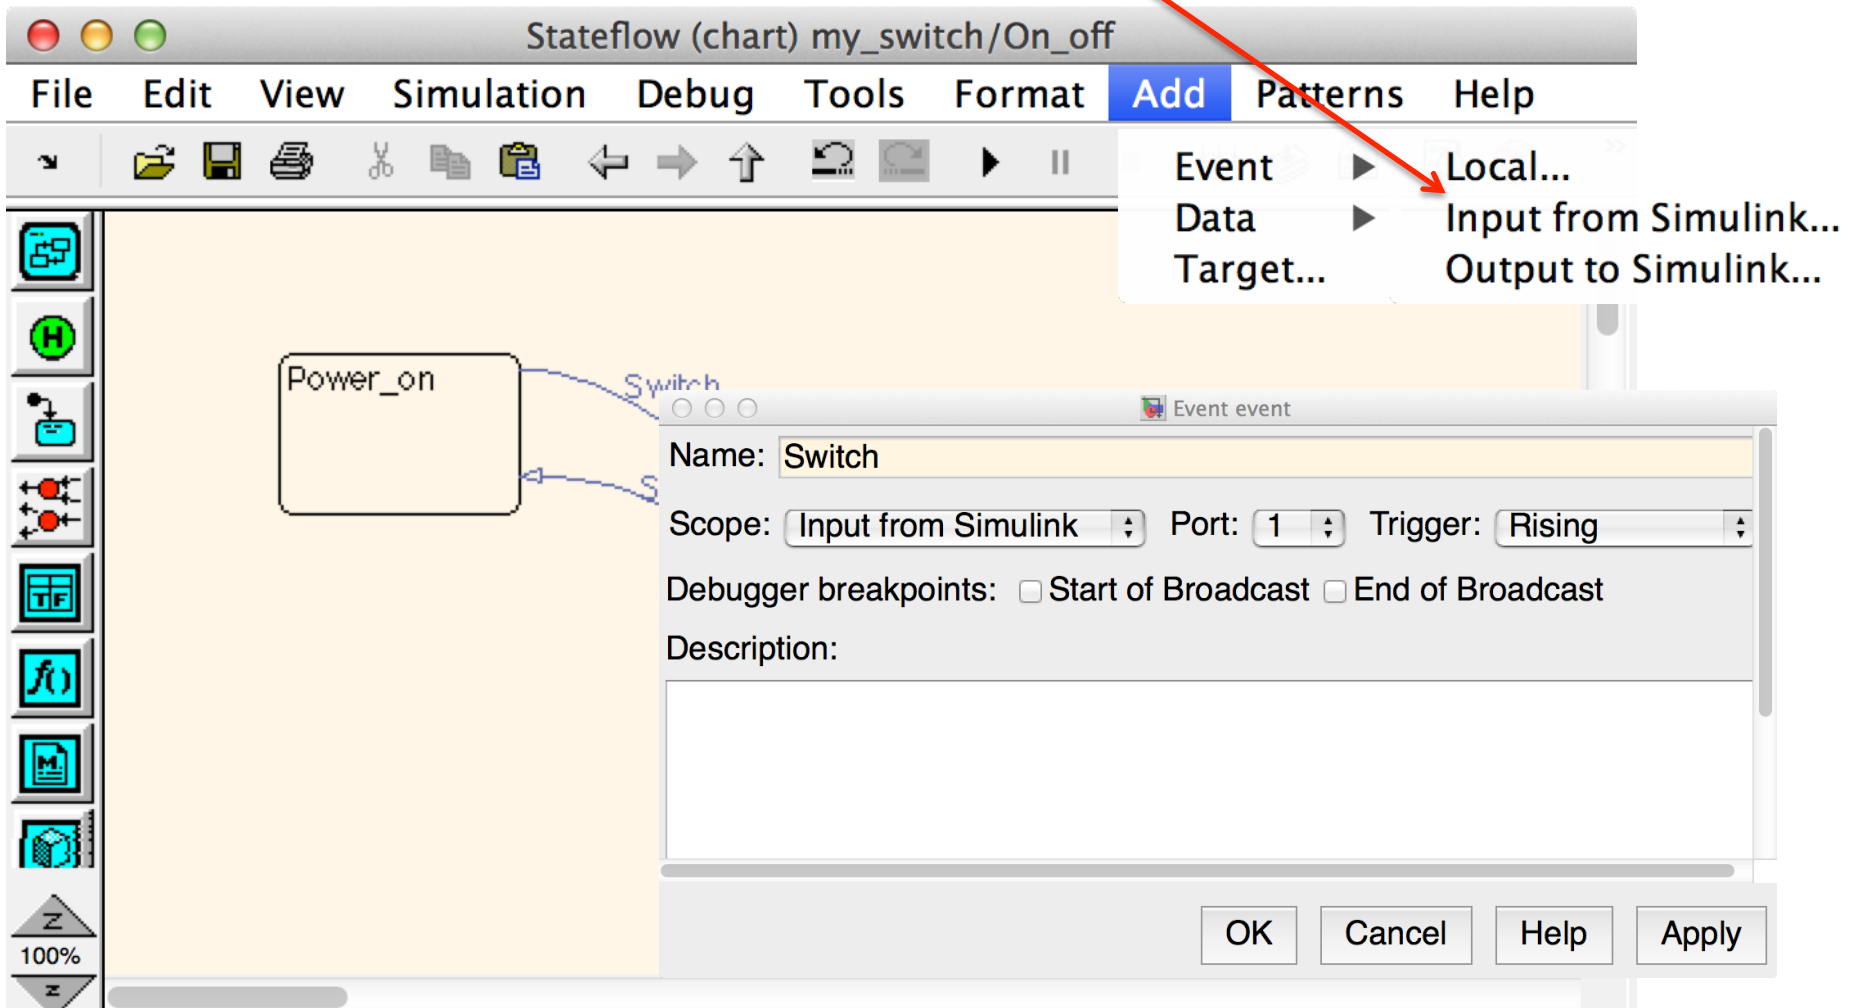 Stateflow (chart) my_switch/On_off
File Edit View Simulation Debug Tools Format Add Patterns Help
Event Local...
Data Input from Simulink...
Target... Output to Simulink...
H
Power_on
Switch
Event event
Name: Switch
S
Scope: Input from Simulink Port: 1 Trigger: Rising
Debugger breakpoints: Start of Broadcast End of Broadcast
TF
Description:
f()
M
OK Cancel Help Apply
Z
100%
Z